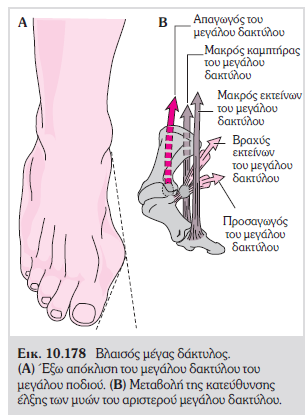 A
B
Απαγωγός του
μεγάλου δακτύλου
Μακρός καμπτήρας
του μεγάλου
δακτύλου
Μακρός εκτείνων
του μεγάλου
δακτύλου
Βραχύς
εκτείνων
του μεγάλου
δακτύλου
Προσαγωγός
του μεγάλου
δακτύλου
Εικ. 10.178 Βλαισός μέγας δάκτυλος.
(Α) Έξω απόκλιση του μεγάλου δακτύλου του
μεγάλου ποδιού. (Β) Μεταβολή της κατεύθυνσης
έλξης των μυών του αριστερού μεγάλου δακτύλου.